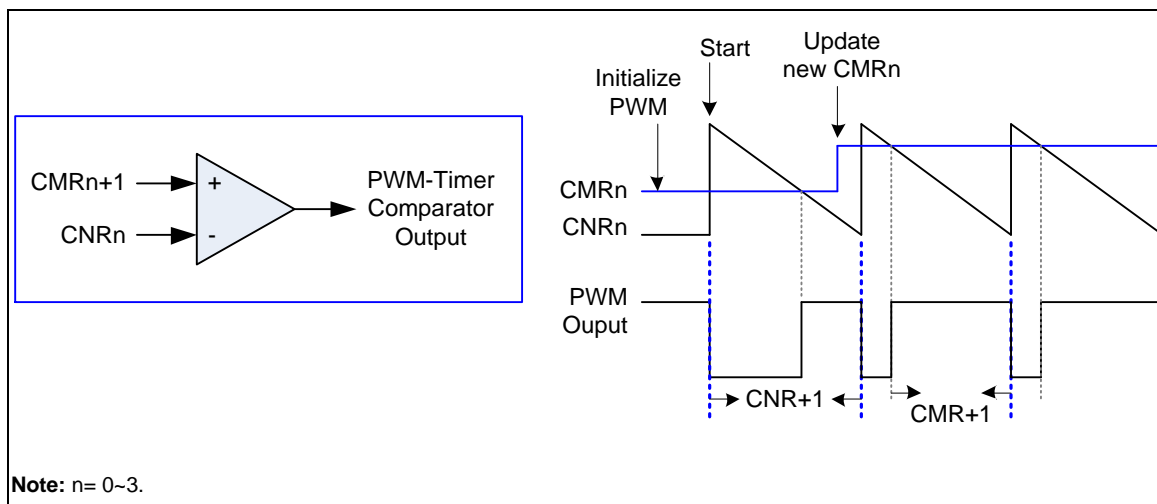 CMRn+1
CNRn
+
-
PWM-Timer
Comparator
Output
Start
Update
new CMRn
Initialize
PWM
CMRn
CNRn
PWM
Ouput
CNR+1
CMR+1
Note: n= 0~3.